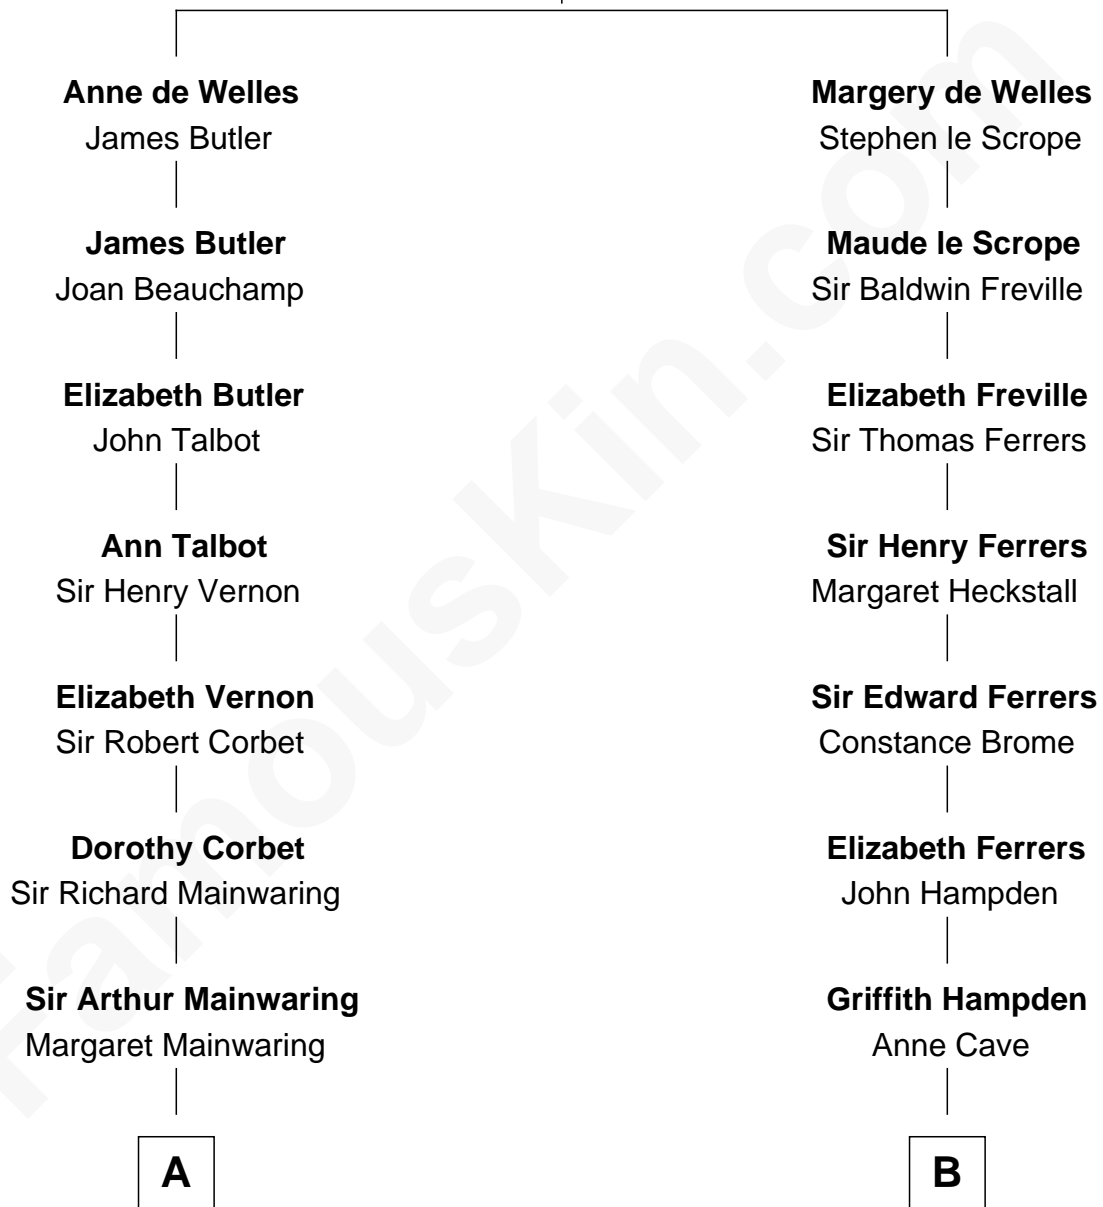 Anne de Welles
James Butler
James Butler
Joan Beauchamp
Elizabeth Butler
John Talbot
Ann Talbot
Sir Henry Vernon
Elizabeth Vernon
Sir Robert Corbet
Dorothy Corbet
Sir Richard Mainwaring
Sir Arthur Mainwaring
Margaret Mainwaring
A
Margery de Welles
Stephen le Scrope
Maude le Scrope
Sir Baldwin Freville
Elizabeth Freville
Sir Thomas Ferrers
Sir Henry Ferrers
Margaret Heckstall
Sir Edward Ferrers
Constance Brome
Elizabeth Ferrers
John Hampden
Griffith Hampden
Anne Cave
B
FamousKin.com